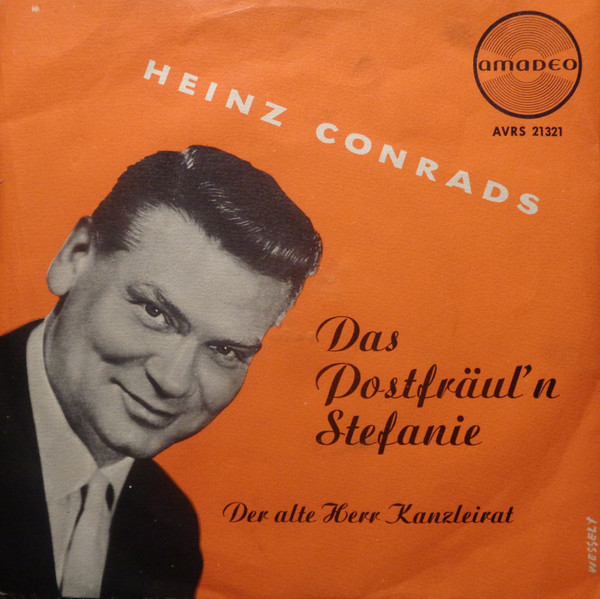 amadeo
AVRS 21321
HEINZ CONRADS
Das
Postfräul'n
Stefanie
Der alte Herr Kanzleirat
WESSELY